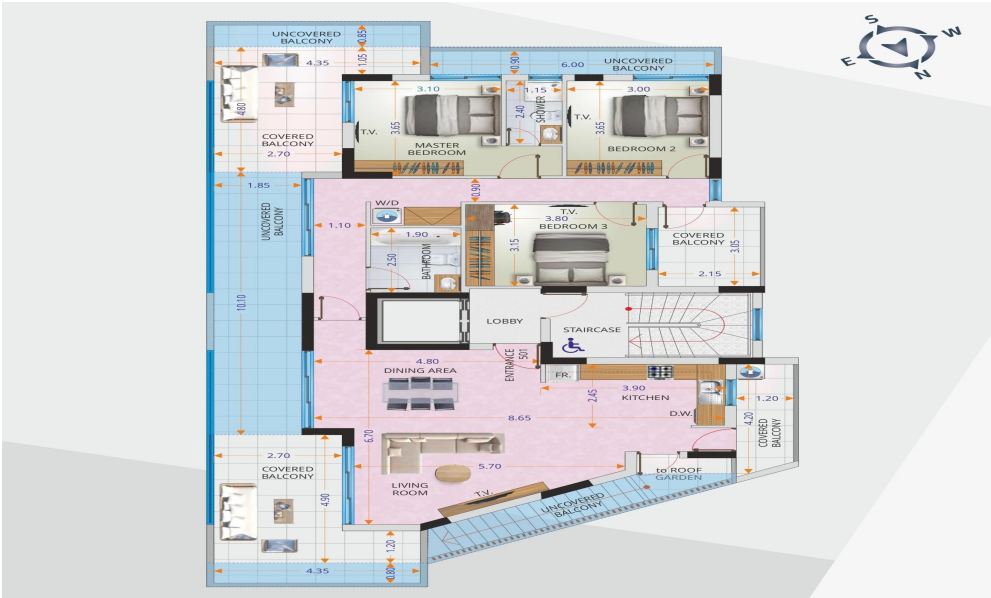 UNCOVERED
BALCONY
0.85
4.35
1.05
4.80
COVERED
BALCONY
2.70
0.90
6.00
UNCOVERED
BALCONY
3.10
T.V.
3.65
MASTER
BEDROOM
1.15
2.40
SHOWER
3.00
T.V.
3.65
BEDROOM 2
S
W
E
N
1.85
UNCOVERED
BALCONY
10.10
0.90
1.10
W/D
1.90
2.50
BATHROOM
T.V.
3.80
BEDROOM 3
3.15
COVERED
BALCONY
3.05
2.15
LOBBY
STAIRCASE
ENTRANCE
501
4.80
DINING AREA
FR.
3.90
KITCHEN
2.45
D.W.
8.65
1.20
4.20
COVERED
BALCONY
6.70
5.70
LIVING
ROOM
T.V.
to ROOF
GARDEN
UNCOVERED
BALCONY
2.70
COVERED
BALCONY
4.90
1.20
4.35
0.80